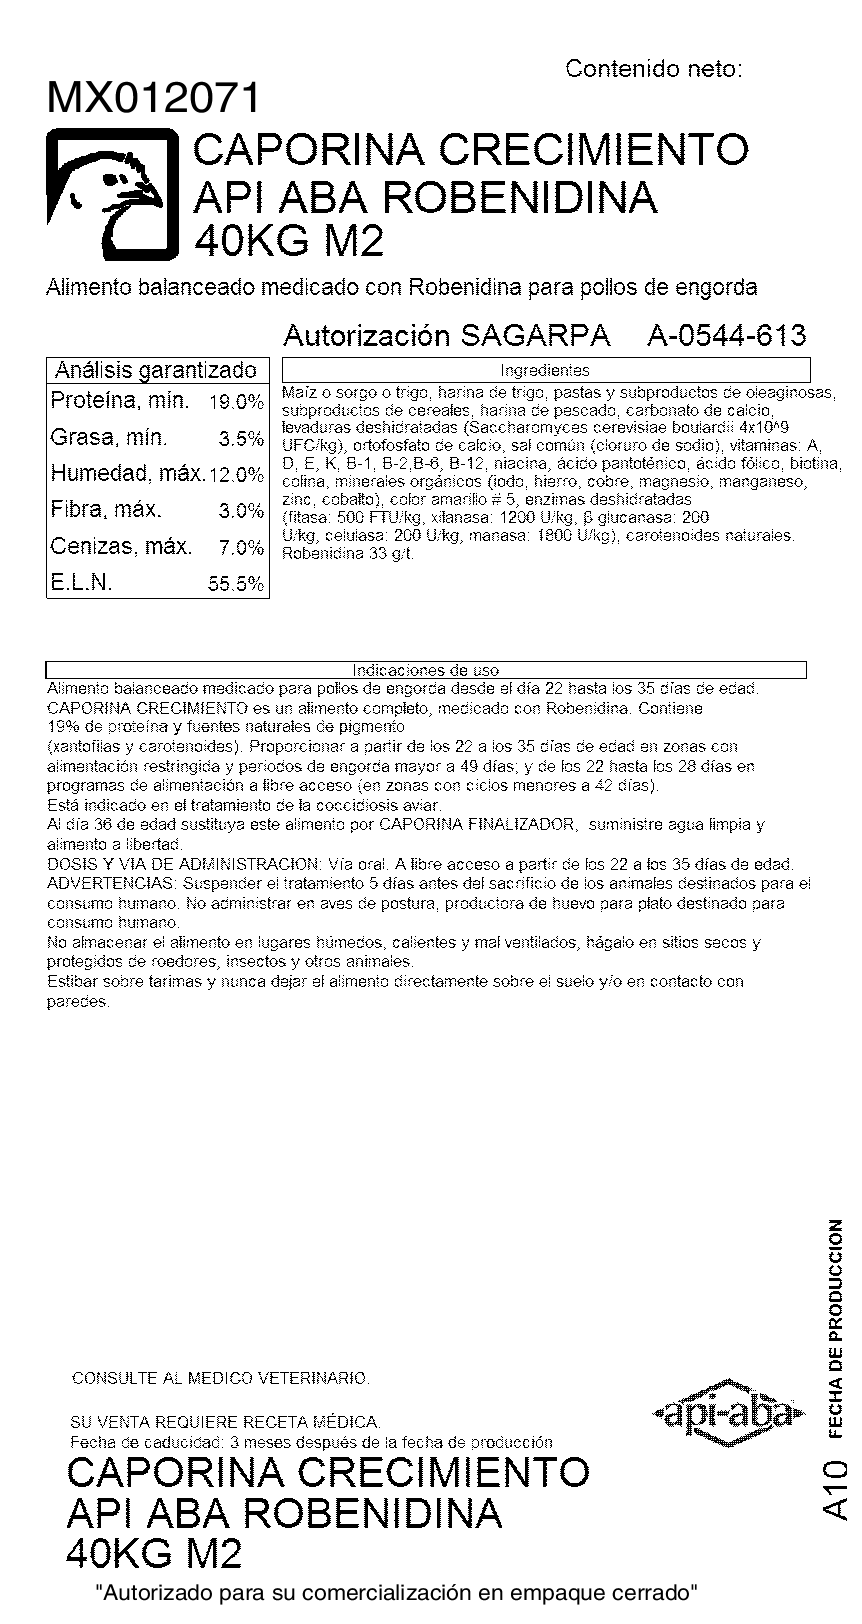 Contenido neto:
MX012071
CAPORINA CRECIMIENTO
API ABA ROBENIDINA
40KG M2
Alimento balanceado medicado con Robenidina para pollos de engorda
Autorización SAGARPA A-0544-613
Análisis garantizado
Proteína, mín. 19.0%
Grasa, mín. 3.5%
Humedad, máx. 12.0%
Fibra, máx. 3.0%
Cenizas, máx. 7.0%
E.L.N. 55.5%
Ingredientes
Maíz o sorgo o trigo, harina de trigo, pastas y subproductos de oleaginosas,
subproductos de cereales, harina de pescado, carbonato de calcio,
levaduras deshidratadas (Saccharomyces cerevisiae boulardii 4x10^9
UFC/kg), ortofosfato de calcio, sal común (cloruro de sodio), vitaminas: A,
D, E, K, B-1, B-2,B-6, B-12, niacina, ácido pantoténico, ácido fólico, biotina,
colina, minerales orgánicos (iodo, hierro, cobre, magnesio, manganeso,
zinc, cobalto), color amarillo # 5, enzimas deshidratadas
(fitasa: 500 FTU/kg, xilanasa: 1200 U/kg, β glucanasa: 200
U/kg, celulasa: 200 U/kg, manasa: 1800 U/kg), carotenoides naturales.
Robenidina 33 g/t.
Indicaciones de uso
Alimento balanceado medicado para pollos de engorda desde el día 22 hasta los 35 días de edad.
CAPORINA CRECIMIENTO es un alimento completo, medicado con Robenidina. Contiene
19% de proteína y fuentes naturales de pigmento
(xantofilas y carotenoides). Proporcionar a partir de los 22 a los 35 días de edad en zonas con
alimentación restringida y periodos de engorda mayor a 49 días; y de los 22 hasta los 28 días en
programas de alimentación a libre acceso (en zonas con ciclos menores a 42 días).
Está indicado en el tratamiento de la coccidiosis aviar.
Al día 36 de edad sustituya este alimento por CAPORINA FINALIZADOR, suministre agua limpia y
alimento a libertad.
DOSIS Y VIA DE ADMINISTRACION: Vía oral. A libre acceso a partir de los 22 a los 35 días de edad.
ADVERTENCIAS: Suspender el tratamiento 5 días antes del sacrificio de los animales destinados para el
consumo humano. No administrar en aves de postura, productora de huevo para plato destinado para
consumo humano.
No almacenar el alimento en lugares húmedos, calientes y mal ventilados, hágalo en sitios secos y
protegidos de roedores, insectos y otros animales.
Estibar sobre tarimas y nunca dejar el alimento directamente sobre el suelo y/o en contacto con
paredes.
FECHA DE PRODUCCION
A10
CONSULTE AL MEDICO VETERINARIO.
api-aba
SU VENTA REQUIERE RECETA MÉDICA.
Fecha de caducidad: 3 meses después de la fecha de producción
CAPORINA CRECIMIENTO
API ABA ROBENIDINA
40KG M2
"Autorizado para su comercialización en empaque cerrado"